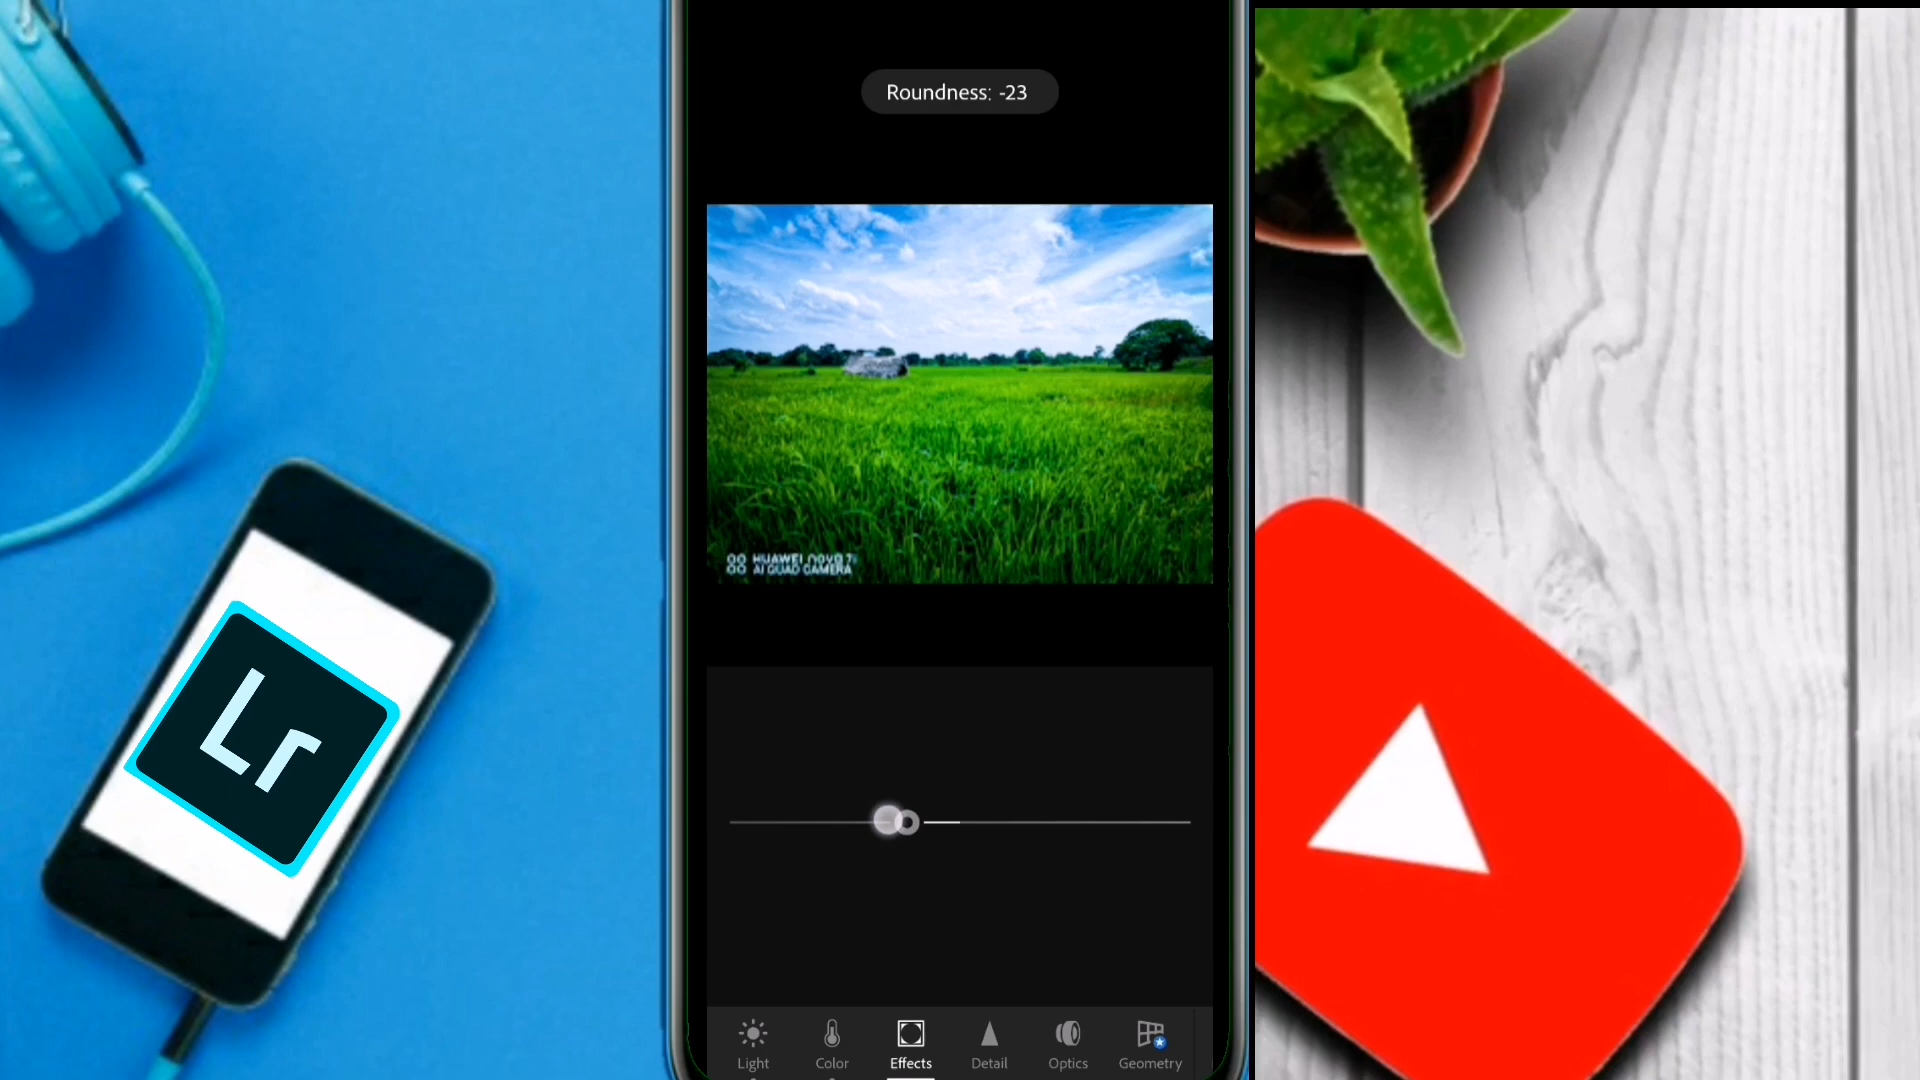 Roundness: -23
HUAWEI nova 7i
AI QUAD CAMERA
Lr
Light
Color
Effects
Detail
Optics
Geometry